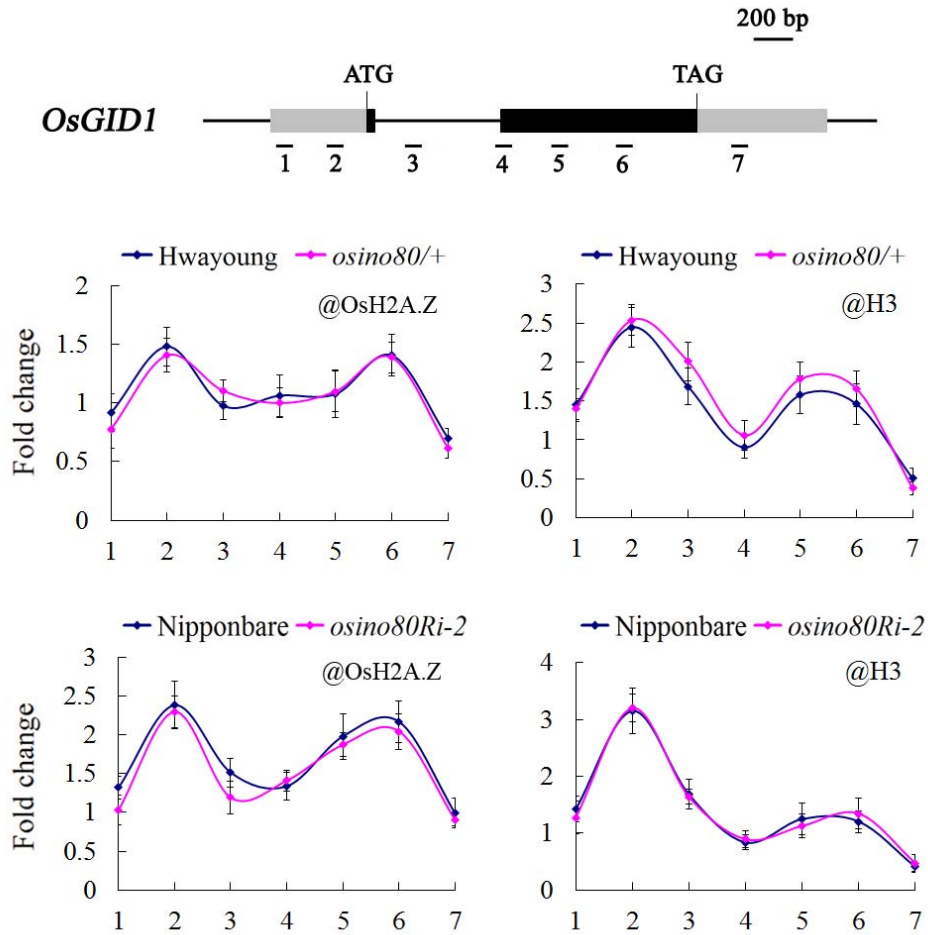 200 bp
ATG
TAG
OsGID1
1 2 3 4 5 6 7
Hwayoung osino80/+
@OsH2A.Z
Fold change
2
1.5
1
0.5
0
1 2 3 4 5 6 7
Hwayoung osino80/+
@H3
3
2.5
2
1.5
1
0.5
0
1 2 3 4 5 6 7
Nipponbare osino80Ri-2
@OsH2A.Z
Fold change
3
2.5
2
1.5
1
0.5
0
1 2 3 4 5 6 7
Nipponbare osino80Ri-2
@H3
4
3
2
1
0
1 2 3 4 5 6 7